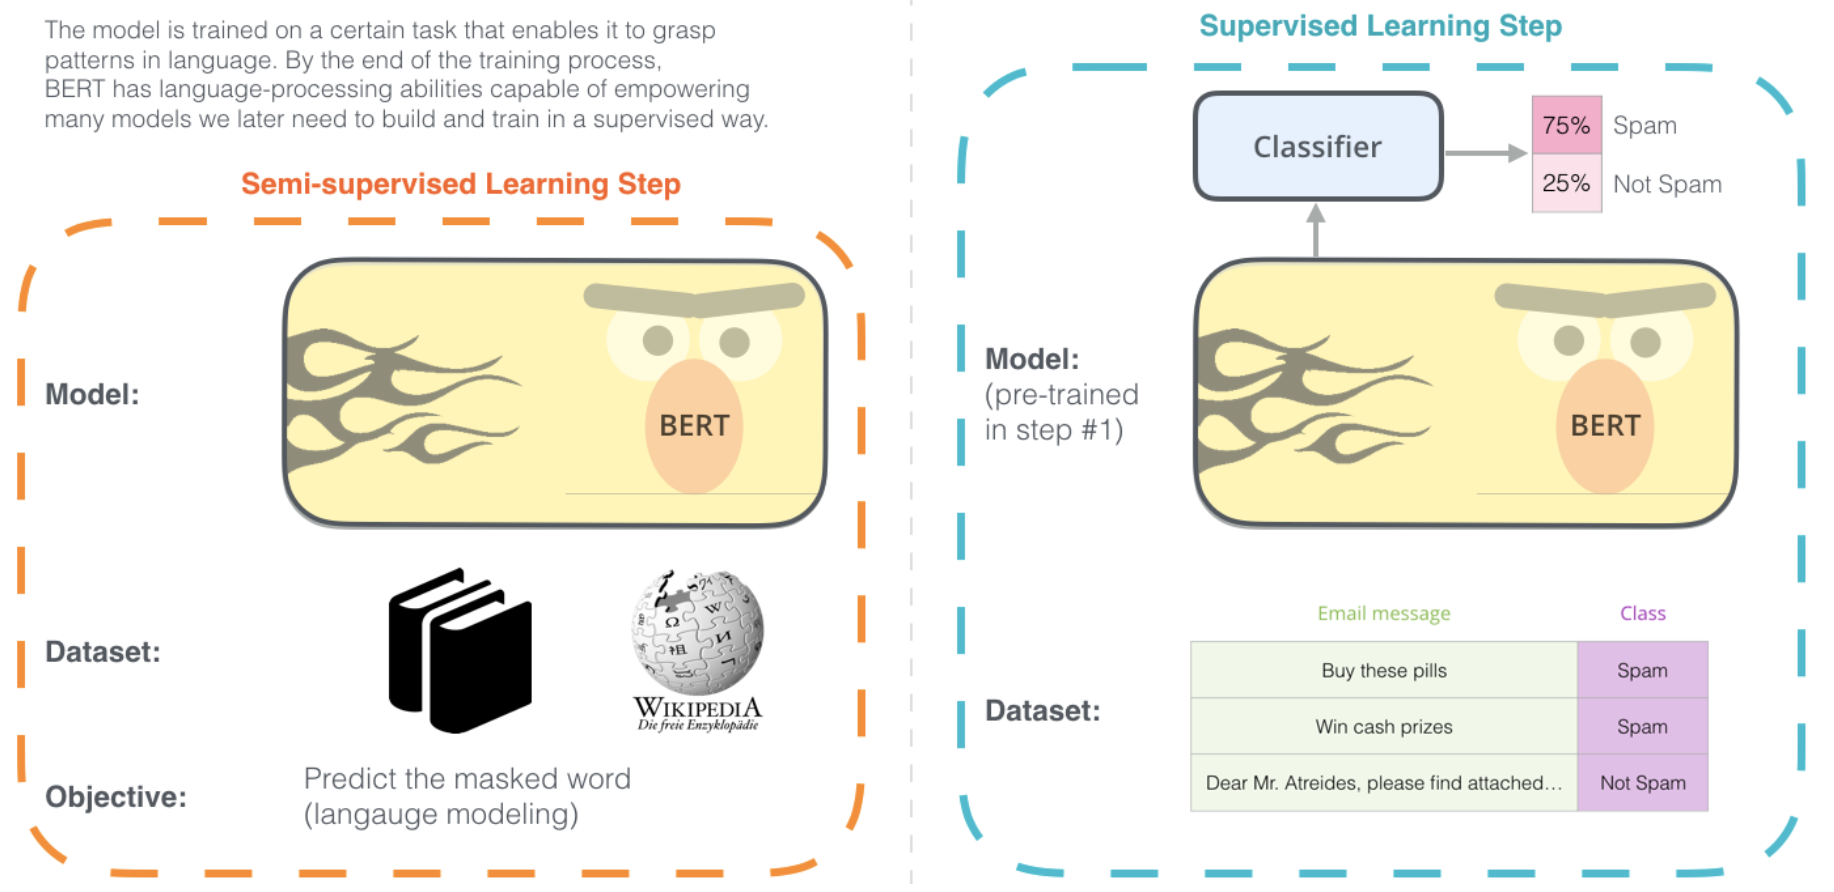 The model is trained on a certain task that enables it to grasp
patterns in language. By the end of the training process,
BERT has language-processing abilities capable of empowering
many models we later need to build and train in a supervised way.
Semi-supervised Learning Step
Model:
BERT
Dataset:
WIKIPEDIA
Die freie Enzyklopädie
Objective:
Predict the masked word
(langauge modeling)
Supervised Learning Step
Classifier
75% Spam
25% Not Spam
Model:
(pre-trained
in step #1)
BERT
Dataset:
Email message Class
Buy these pills Spam
Win cash prizes Spam
Dear Mr. Atreides, please find attached... Not Spam